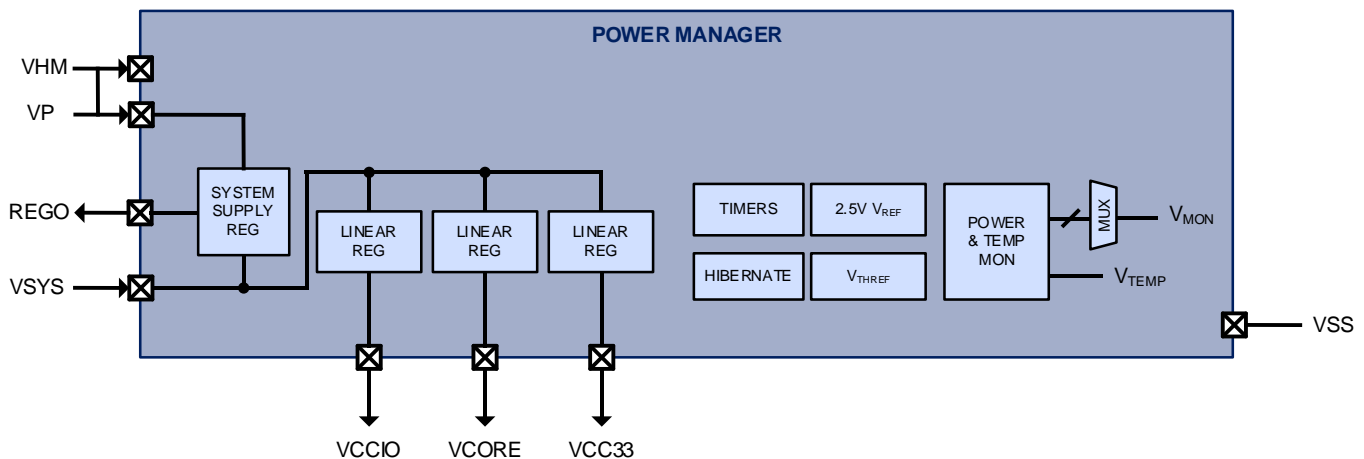 POWER MANAGER
VHM
VP
REGO
VSYS
SYSTEM
SUPPLY
REG
LINEAR
REG
LINEAR
REG
LINEAR
REG
TIMERS
2.5V VREF
HIBERNATE
VTHREF
POWER
& TEMP
MON
MUX
VMON
VTEMP
VSS
VCCIO
VCORE
VCC33